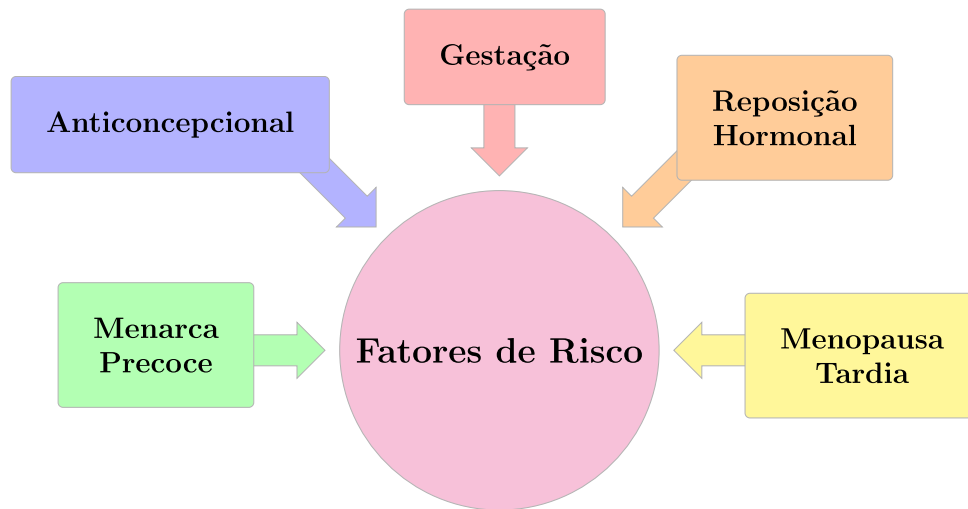 Gestação
Anticoncepcional
Reposição
Hormonal
Menarca
Precoce
Fatores de Risco
Menopausa
Tardia